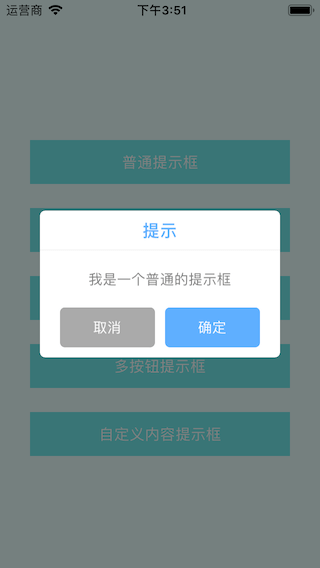 运营商 下午3:51
普通提示框
提示
我是一个普通的提示框
取消 确定
多按钮提示框
自定义内容提示框